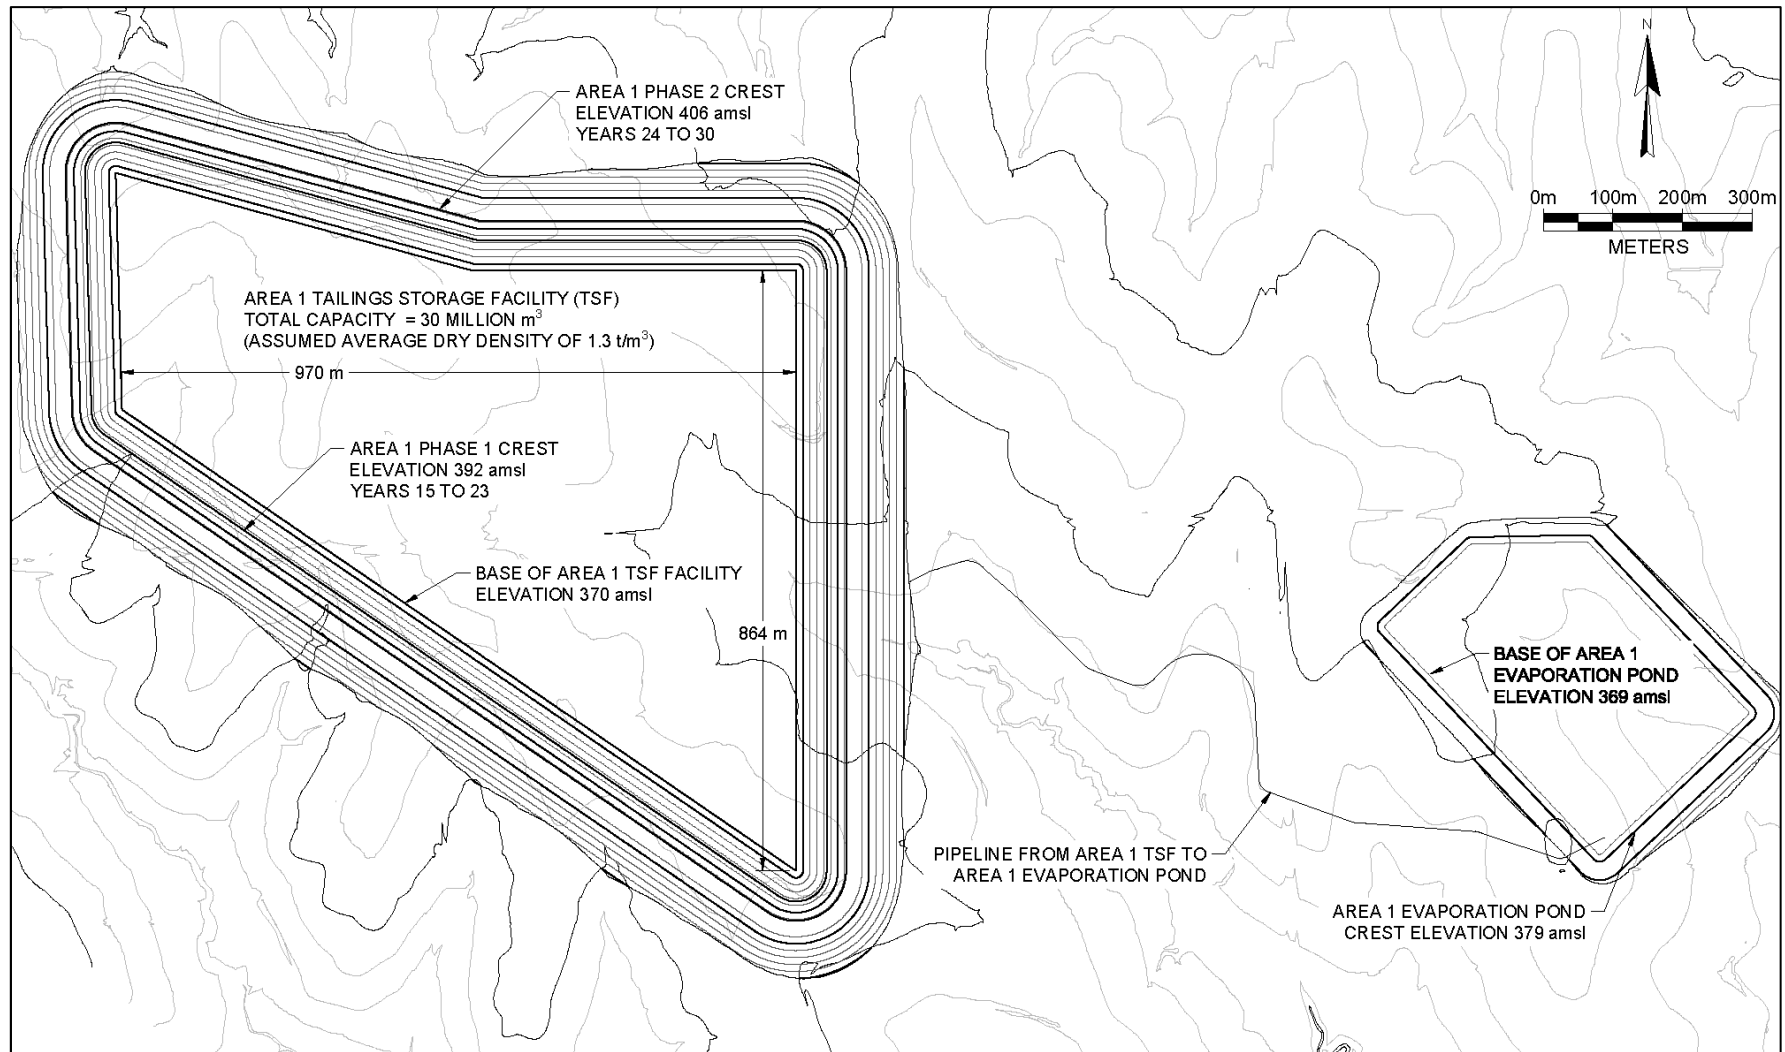 AREA 1 PHASE 2 CREST
ELEVATION 406 amsl
YEARS 24 TO 30
N
0m 100m 200m 300m
METERS
AREA 1 TAILINGS STORAGE FACILITY (TSF)
TOTAL CAPACITY = 30 MILLION m³
(ASSUMED AVERAGE DRY DENSITY OF 1.3 t/m³)
970 m
AREA 1 PHASE 1 CREST
ELEVATION 392 amsl
YEARS 15 TO 23
BASE OF AREA 1 TSF FACILITY
ELEVATION 370 amsl
864 m
BASE OF AREA 1
EVAPORATION POND
ELEVATION 369 amsl
PIPELINE FROM AREA 1 TSF TO
AREA 1 EVAPORATION POND
AREA 1 EVAPORATION POND
CREST ELEVATION 379 amsl